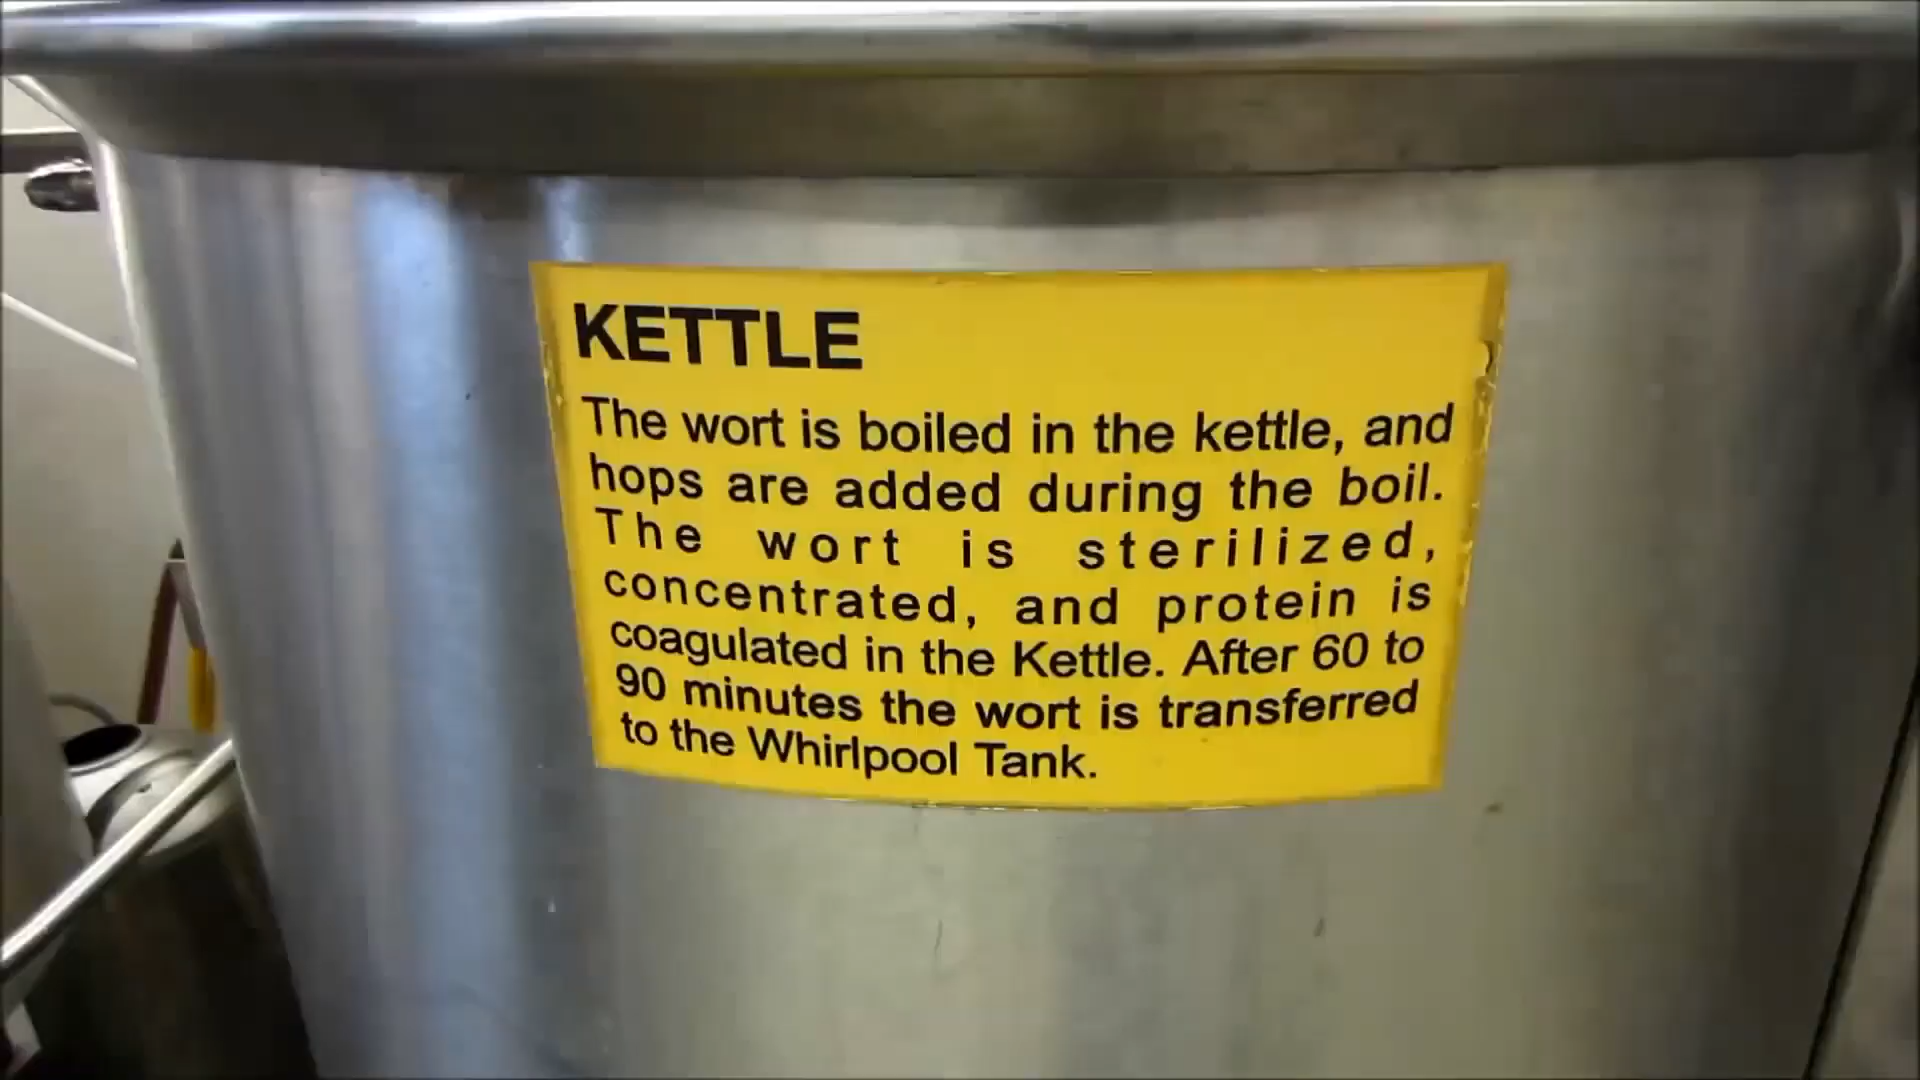 KETTLE
The wort is boiled in the kettle, and
hops are added during the boil.
The wort is sterilized,
concentrated, and protein is
coagulated in the Kettle. After 60 to
90 minutes the wort is transferred
to the Whirlpool Tank.